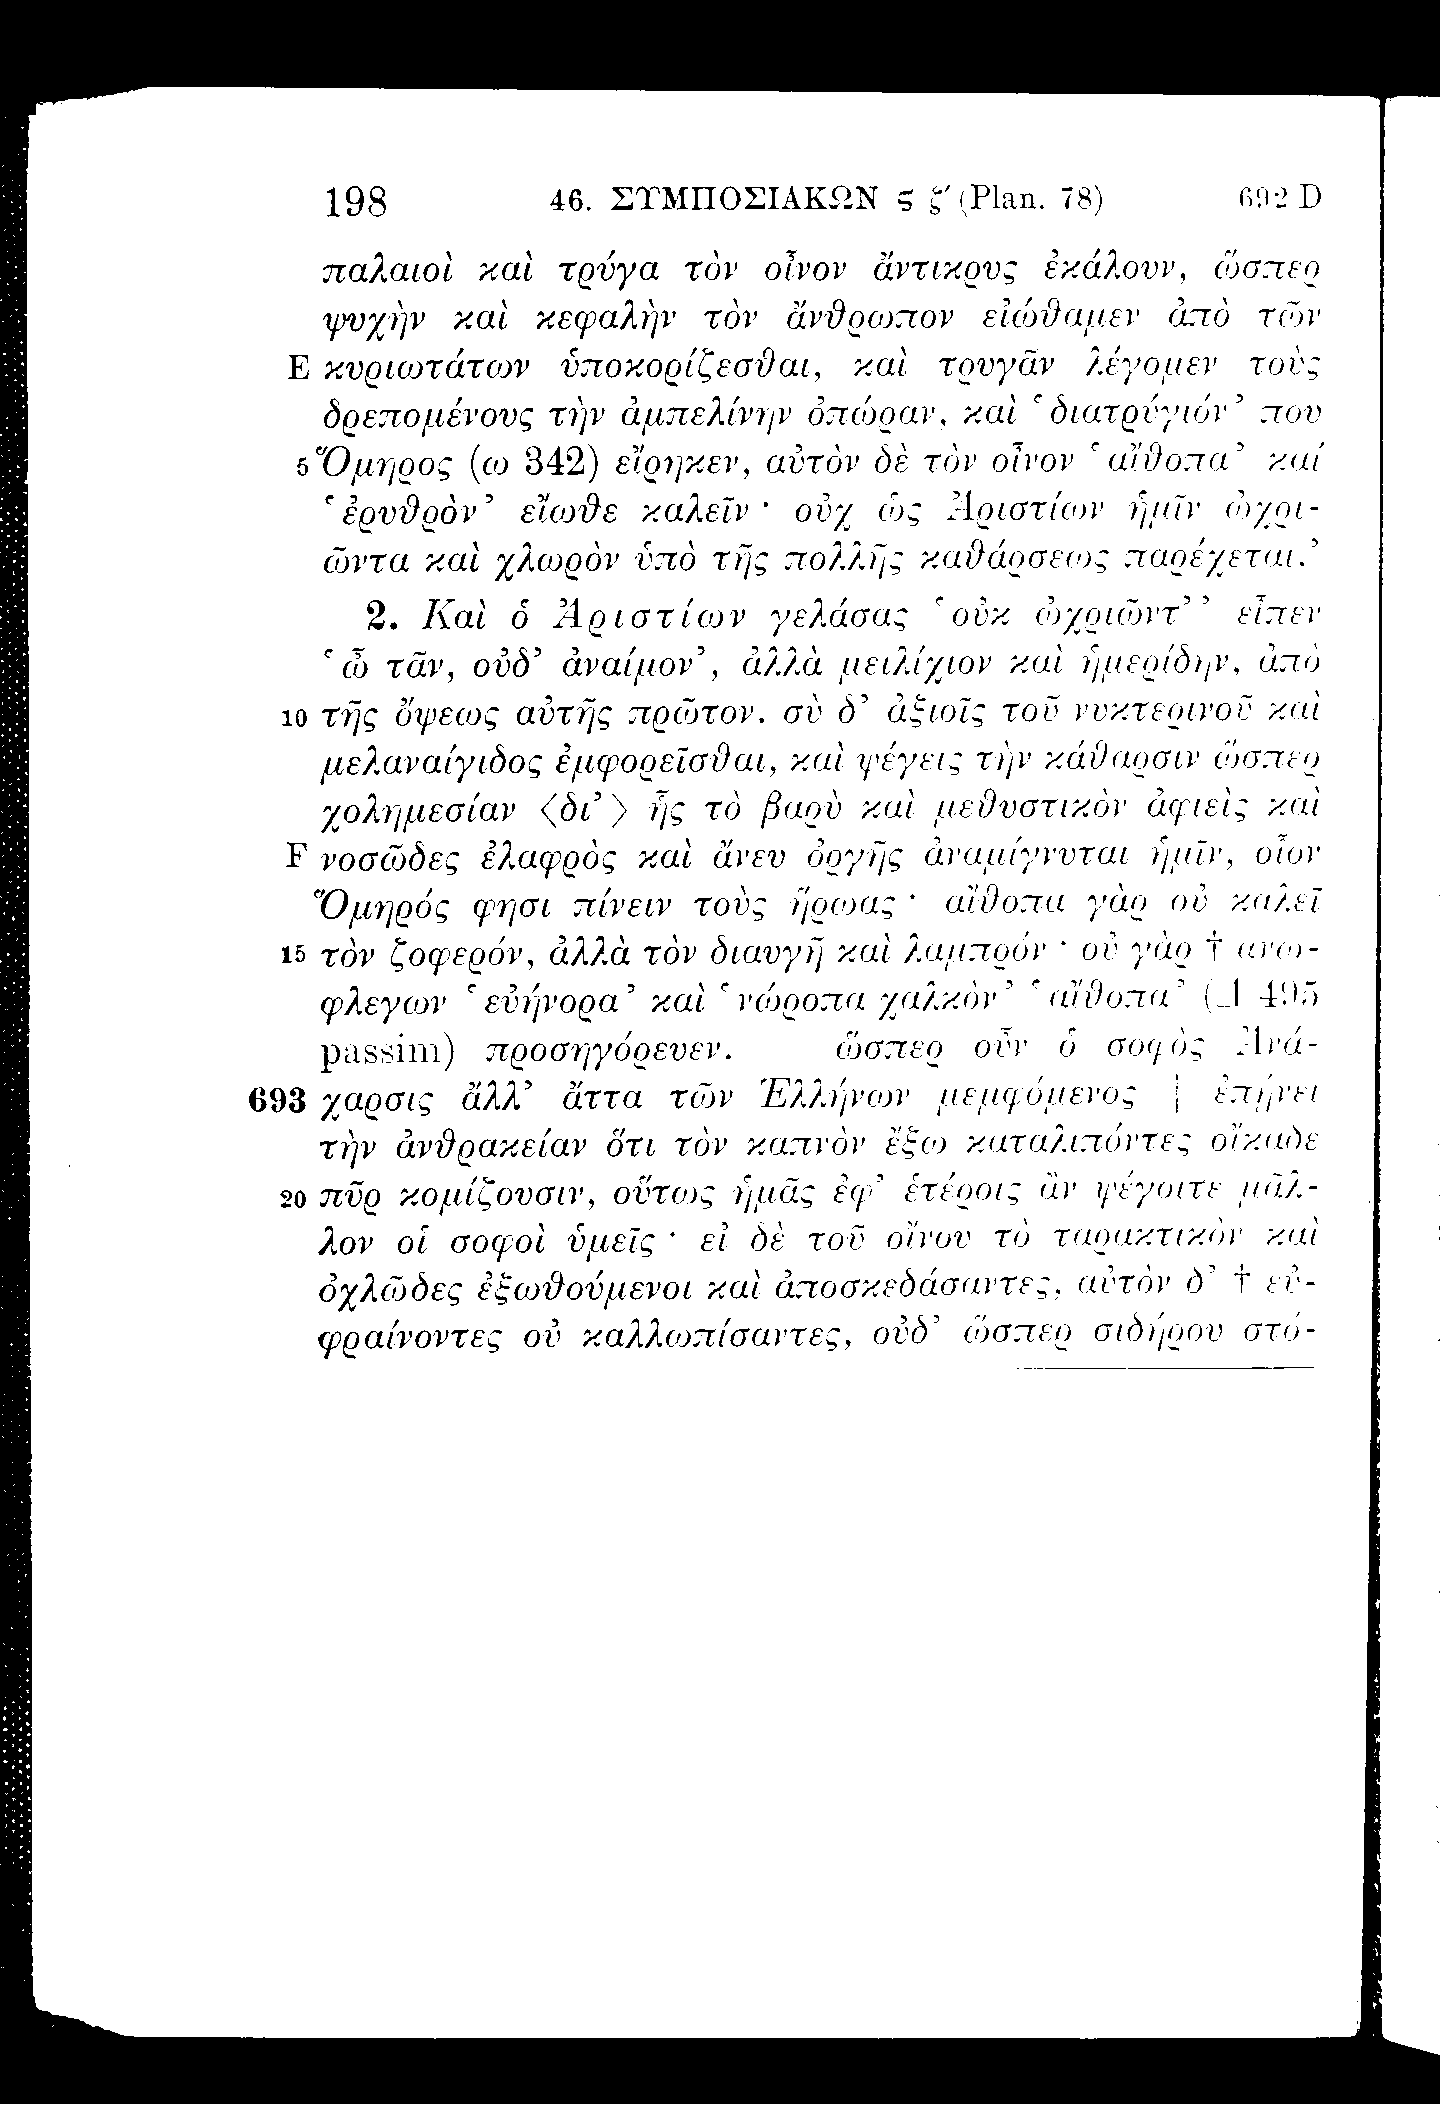 198 46. ΣΥΜΠΟΣΙΑΚΩΝ ϛ ζ′ (Plan. 78) 692 D
παλαιοὶ καὶ τρύγα τὸν οἶνον ἄντικρυς ἐκάλουν, ὥσπερ
ψυχὴν καὶ κεφαλὴν τὸν ἄνθρωπον εἰώθαμεν ἀπὸ τῶν
E κυριωτάτων ὑποκορίζεσθαι, καὶ τρυγᾶν λέγομεν τοὺς
δρεπομένους τὴν ἀμπελίνην ὀπώραν, καὶ ‘διατρύγιόν’ που
5 Ὅμηρος (ω 342) εἴρηκεν, αὐτὸν δὲ τὸν οἶνον ‘αἴθοπα’ καί
‘ἐρυθρὸν’ εἴωθε καλεῖν· οὐχ ὡς Ἀριστίων ἡμῖν ὠχρι-
ῶντα καὶ χλωρὸν ὑπὸ τῆς πολλῆς καθάρσεως παρέχεται.’
2. Καὶ ὁ Ἀριστίων γελάσας ‘οὐκ ὠχριῶντ’’ εἶπεν
‘ὦ τᾶν, οὐδ’ ἀναίμον’, ἀλλὰ μειλίχιον καὶ ἡμερίδην, ἀπὸ
10 τῆς ὄψεως αὐτῆς πρῶτον. σὺ δ’ ἀξιοῖς τοῦ νυκτερινοῦ καὶ
μελαναίγιδος ἐμφορεῖσθαι, καὶ ψέγεις τὴν κάθαρσιν ὥσπερ
χολημεσίαν ⟨δι’⟩ ἧς τὸ βαρὺ καὶ μεθυστικὸν ἀφιεὶς καὶ
F νοσῶδες ἐλαφρὸς καὶ ἄνευ ὀργῆς ἀναμίγνυται ἡμῖν, οἷον
Ὅμηρός φησι πίνειν τοὺς ἥρωας· αἴθοπα γὰρ οὐ καλεῖ
15 τὸν ζοφερόν, ἀλλὰ τὸν διαυγῆ καὶ λαμπρόν· οὐ γὰρ † ανω-
φλεγων ‘εὐήνορα’ καὶ ‘νώροπα χαλκὸν’ ‘αἴθοπα’ (Δ 495
passim) προσηγόρευεν. ὥσπερ οὖν ὁ σοφὸς Ἀνά-
693 χαρσις ἄλλ’ ἄττα τῶν Ἑλλήνων μεμφόμενος | ἐπῄνει
τὴν ἀνθρακείαν ὅτι τὸν καπνὸν ἔξω καταλιπόντες οἴκαδε
20 πῦρ κομίζουσιν, οὕτως ἡμᾶς ἐφ’ ἑτέροις ἂν ψέγοιτε μᾶλ-
λον οἱ σοφοὶ ὑμεῖς· εἰ δὲ τοῦ οἴνου τὸ ταρακτικὸν καὶ
ὀχλῶδες ἐξωθούμενοι καὶ ἀποσκεδάσαντες, αὐτὸν δ’ † εὐ-
φραίνοντες οὐ καλλωπίσαντες, οὐδ’ ὥσπερ σιδήρου στό-